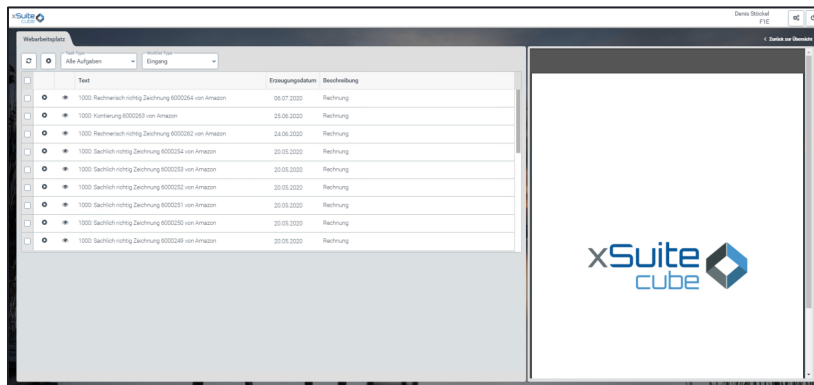 xSuite cube
Denis Stöckel
F1E
Webarbeitsplatz
< Zurück zur Übersicht
Task Type
Alle Aufgaben
Worklist Type
Eingang
Text Erzeugungsdatum Beschreibung
1000: Rechnerisch richtig Zeichnung 6000264 von Amazon 06.07.2020 Rechnung
1000: Kontierung 6000263 von Amazon 25.06.2020 Rechnung
1000: Rechnerisch richtig Zeichnung 6000262 von Amazon 24.06.2020 Rechnung
1000: Sachlich richtig Zeichnung 6000254 von Amazon 20.05.2020 Rechnung
1000: Sachlich richtig Zeichnung 6000253 von Amazon 20.05.2020 Rechnung
1000: Sachlich richtig Zeichnung 6000252 von Amazon 20.05.2020 Rechnung
1000: Sachlich richtig Zeichnung 6000251 von Amazon 20.05.2020 Rechnung
1000: Sachlich richtig Zeichnung 6000250 von Amazon 20.05.2020 Rechnung
1000: Sachlich richtig Zeichnung 6000249 von Amazon 20.05.2020 Rechnung
xSuite
cube